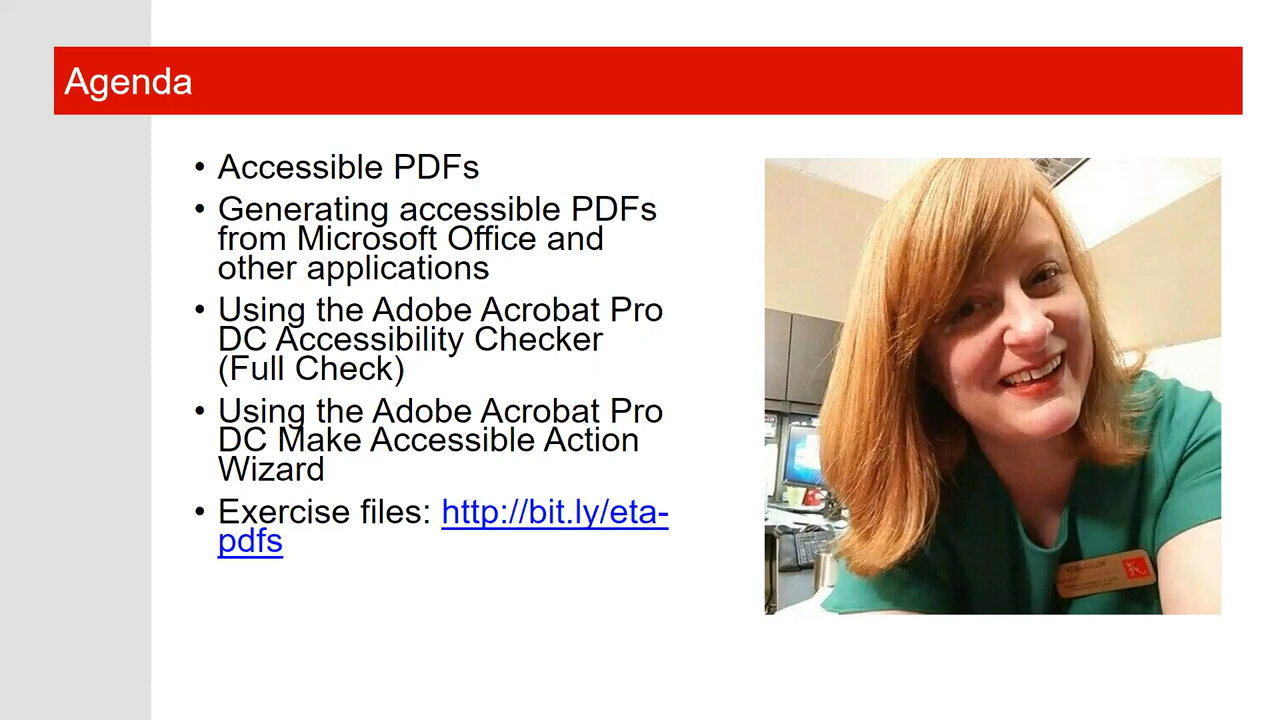 Agenda
• Accessible PDFs
• Generating accessible PDFs
from Microsoft Office and
other applications
• Using the Adobe Acrobat Pro
DC Accessibility Checker
(Full Check)
• Using the Adobe Acrobat Pro
DC Make Accessible Action
Wizard
• Exercise files: http://bit.ly/eta-
pdfs